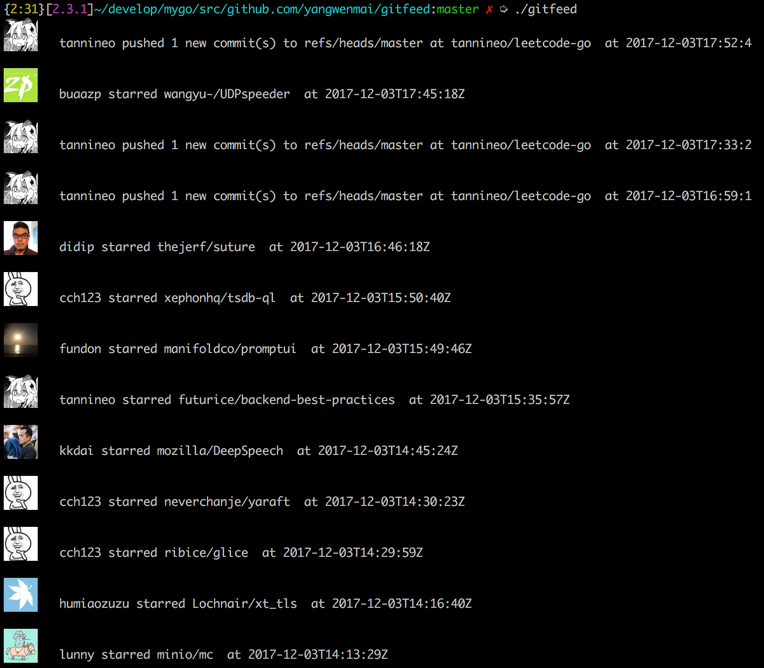 {2:31}[2.3.1]~/develop/mygo/src/github.com/yangwenmai/gitfeed:master ✗ ➭ ./gitfeed
tannineo pushed 1 new commit(s) to refs/heads/master at tannineo/leetcode-go  at 2017-12-03T17:52:4
ZP
buaazp starred wangyu-/UDPspeeder  at 2017-12-03T17:45:18Z
tannineo pushed 1 new commit(s) to refs/heads/master at tannineo/leetcode-go  at 2017-12-03T17:33:2
tannineo pushed 1 new commit(s) to refs/heads/master at tannineo/leetcode-go  at 2017-12-03T16:59:1
didip starred thejerf/suture  at 2017-12-03T16:46:18Z
cch123 starred xephonhq/tsdb-ql  at 2017-12-03T15:50:40Z
fundon starred manifoldco/promptui  at 2017-12-03T15:49:46Z
tannineo starred futurice/backend-best-practices  at 2017-12-03T15:35:57Z
kkdai starred mozilla/DeepSpeech  at 2017-12-03T14:45:24Z
cch123 starred neverchanje/yaraft  at 2017-12-03T14:30:23Z
cch123 starred ribice/glice  at 2017-12-03T14:29:59Z
humiaozuzu starred Lochnair/xt_tls  at 2017-12-03T14:16:40Z
lunny starred minio/mc  at 2017-12-03T14:13:29Z